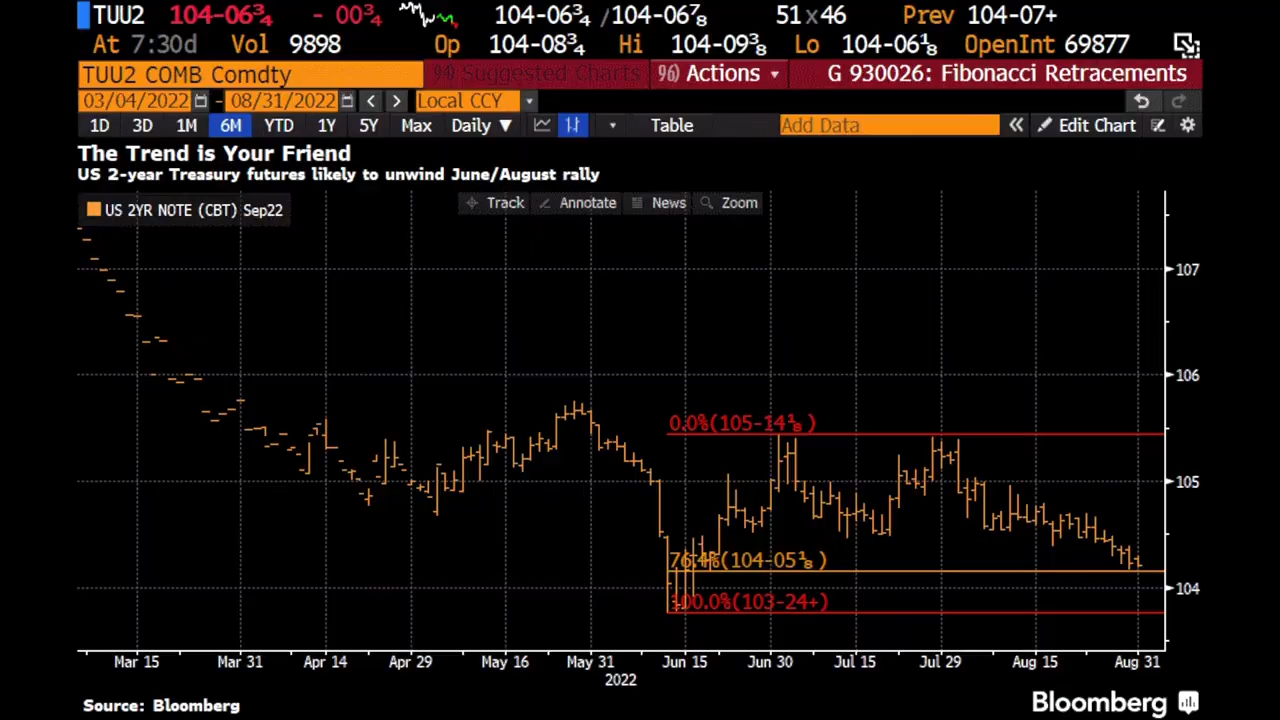 TUU2 104-06¾ - 00¾ 104-06¾ /104-06⅞ 51x46 Prev 104-07+
At 7:30d Vol 9898 Op 104-08¾ Hi 104-09⅜ Lo 104-06⅛ OpenInt 69877
TUU2 COMB Comdty 94) Suggested Charts 96) Actions G 930026: Fibonacci Retracements
03/04/2022 - 08/31/2022 Local CCY
1D 3D 1M 6M YTD 1Y 5Y Max Daily Table Add Data Edit Chart
The Trend is Your Friend
US 2-year Treasury futures likely to unwind June/August rally
US 2YR NOTE (CBT) Sep22 Track Annotate News Zoom
107
106
0.0%(105-14⅛ )
105
76.4%(104-05⅛ )
104
100.0%(103-24+)
Mar 15 Mar 31 Apr 14 Apr 29 May 16 May 31 Jun 15 Jun 30 Jul 15 Jul 29 Aug 15 Aug 31
2022
Source: Bloomberg Bloomberg